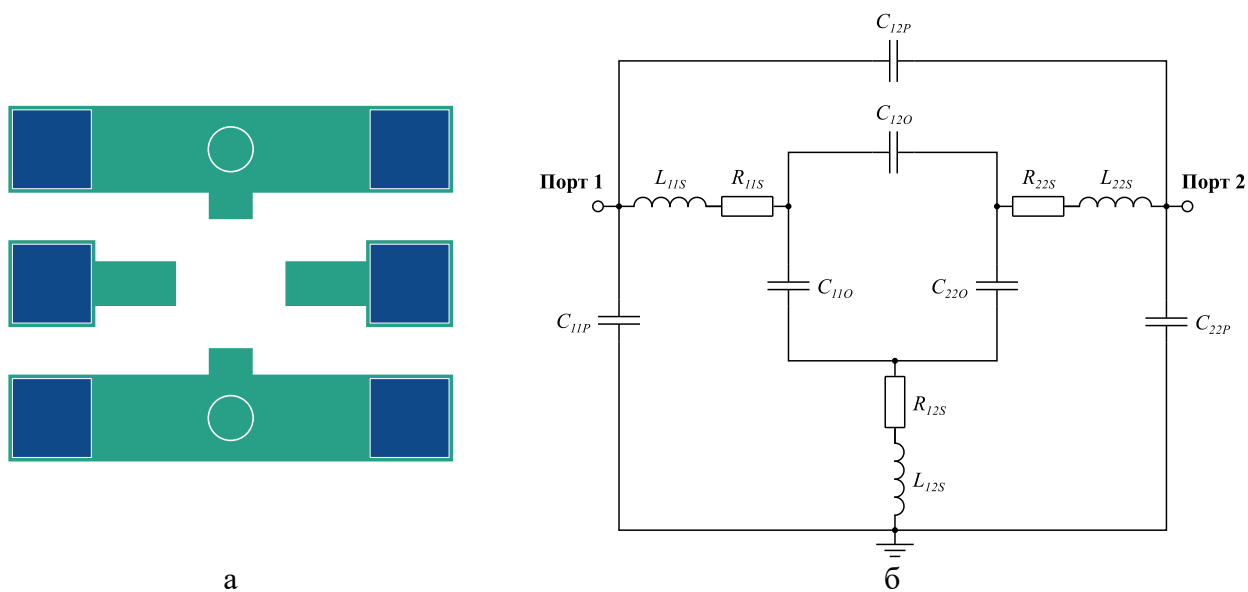 C12P
C12O
Порт 1
L11S
R11S
R22S
L22S
Порт 2
C11O
C22O
C11P
C22P
R12S
L12S
а
б